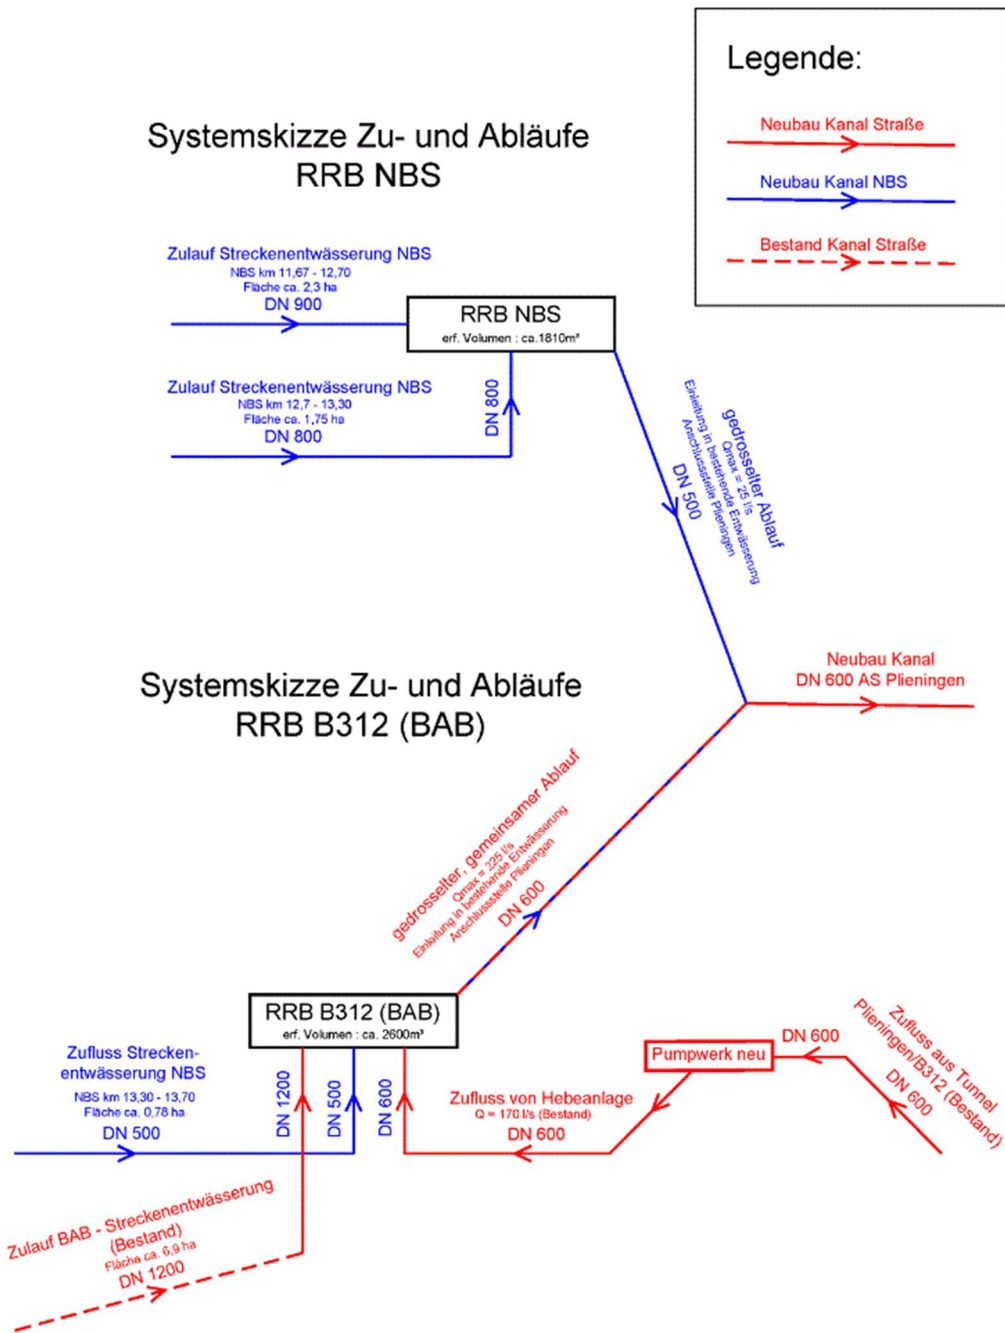 Legende:
Neubau Kanal Straße
Neubau Kanal NBS
Bestand Kanal Straße
Systemskizze Zu- und Abläufe
RRB NBS
Zulauf Streckenentwässerung NBS
NBS km 11,67 - 12,70
Fläche ca. 2,3 ha
DN 900
RRB NBS
erf. Volumen : ca.1810m³
Zulauf Streckenentwässerung NBS
NBS km 12,7 - 13,30
Fläche ca. 1,75 ha
DN 800
DN 800
gedrosselter Ablauf
Qmax = 25 l/s
Einleitung in bestehende Entwässerung
Anschlussstelle Plieningen
DN 500
Neubau Kanal
DN 600 AS Plieningen
Systemskizze Zu- und Abläufe
RRB B312 (BAB)
gedrosselter, gemeinsamer Ablauf
Qmax = 225 l/s
Einleitung in bestehende Entwässerung
Anschlussstelle Plieningen
DN 600
RRB B312 (BAB)
erf. Volumen : ca. 2600m³
Zufluss Strecken-
entwässerung NBS
NBS km 13,30 - 13,70
Fläche ca. 0,78 ha
DN 500
DN 1200
DN 500
DN 600
Zufluss von Hebeanlage
Q = 170 l/s (Bestand)
DN 600
Pumpwerk neu
DN 600
Zufluss aus Tunnel
Plieningen/B312 (Bestand)
DN 600
Zulauf BAB - Streckenentwässerung
(Bestand)
Fläche ca. 6,9 ha
DN 1200